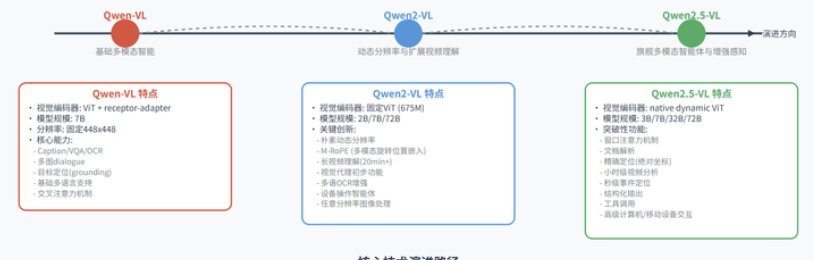 Qwen-VL
Qwen2-VL
Qwen2.5-VL
演进方向
基础多模态智能
动态分辨率与扩展视频理解
旗舰多模态智能体与增强感知
Qwen-VL 特点
• 视觉编码器: ViT + receptor-adapter
• 模型规模: 7B
• 分辨率: 固定448x448
• 核心能力:
- Caption/VQA/OCR
- 多图dialogue
- 目标定位(grounding)
- 基础多语言支持
- 交叉注意力机制
Qwen2-VL 特点
• 视觉编码器: 固定ViT (675M)
• 模型规模: 2B/7B/72B
• 关键创新:
- 朴素动态分辨率
- M-RoPE (多模态旋转位置嵌入)
- 长视频理解(20min+)
- 视觉代理初步功能
- 多语OCR增强
- 设备操作智能体
- 任意分辨率图像处理
Qwen2.5-VL 特点
• 视觉编码器: native dynamic ViT
• 模型规模: 3B/7B/32B/72B
• 突破性功能:
- 窗口注意力机制
- 文档解析
- 精确定位(绝对坐标)
- 小时级视频分析
- 秒级事件定位
- 结构化输出
- 工具调用
- 高级计算机/移动设备交互
核心技术演进路径